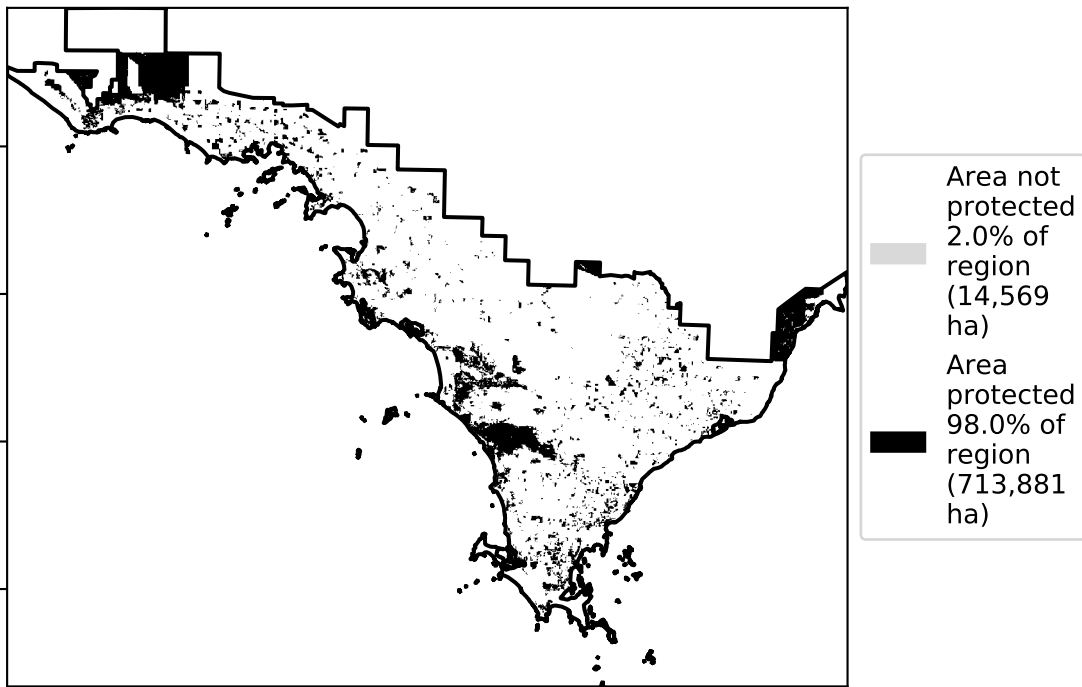 Area not
protected
2.0% of
region
(14,569
ha)
Area
protected
98.0% of
region
(713,881
ha)